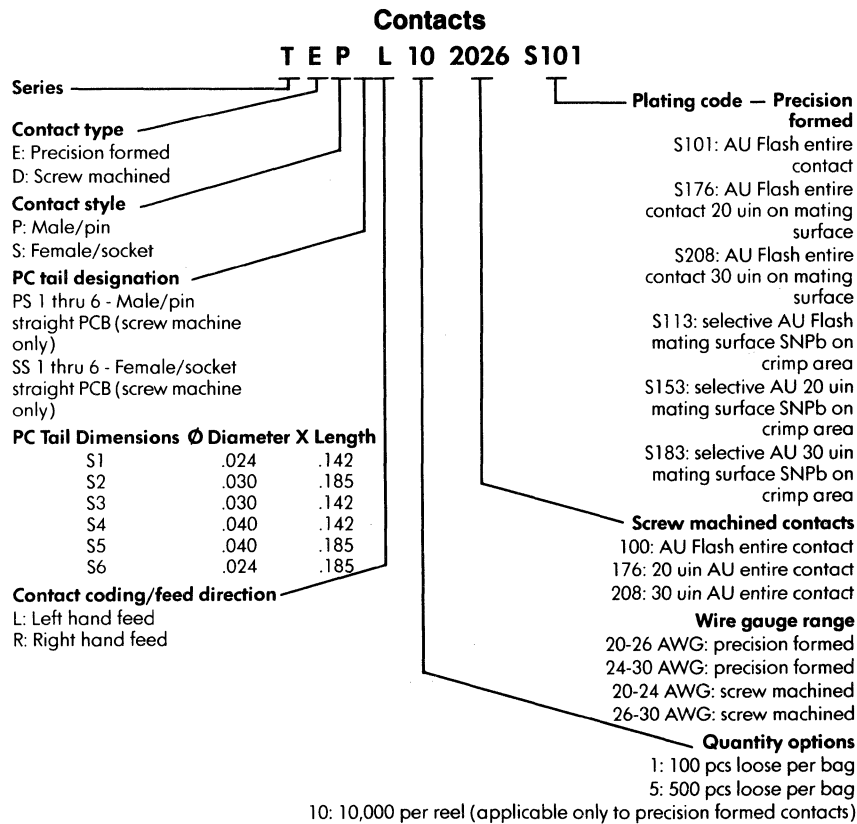 Contacts
T E P L 10 2026 S101
Series
Contact type
E: Precision formed
D: Screw machined
Contact style
P: Male/pin
S: Female/socket
PC tail designation
PS 1 thru 6 - Male/pin
straight PCB (screw machine
only)
SS 1 thru 6 - Female/socket
straight PCB (screw machine
only)
PC Tail Dimensions Ø Diameter X Length
S1 .024 .142
S2 .030 .185
S3 .030 .142
S4 .040 .142
S5 .040 .185
S6 .024 .185
Contact coding/feed direction
L: Left hand feed
R: Right hand feed
Plating code — Precision
formed
S101: AU Flash entire
contact
S176: AU Flash entire
contact 20 uin on mating
surface
S208: AU Flash entire
contact 30 uin on mating
surface
S113: selective AU Flash
mating surface SNPb on
crimp area
S153: selective AU 20 uin
mating surface SNPb on
crimp area
S183: selective AU 30 uin
mating surface SNPb on
crimp area
Screw machined contacts
100: AU Flash entire contact
176: 20 uin AU entire contact
208: 30 uin AU entire contact
Wire gauge range
20-26 AWG: precision formed
24-30 AWG: precision formed
20-24 AWG: screw machined
26-30 AWG: screw machined
Quantity options
1: 100 pcs loose per bag
5: 500 pcs loose per bag
10: 10,000 per reel (applicable only to precision formed contacts)